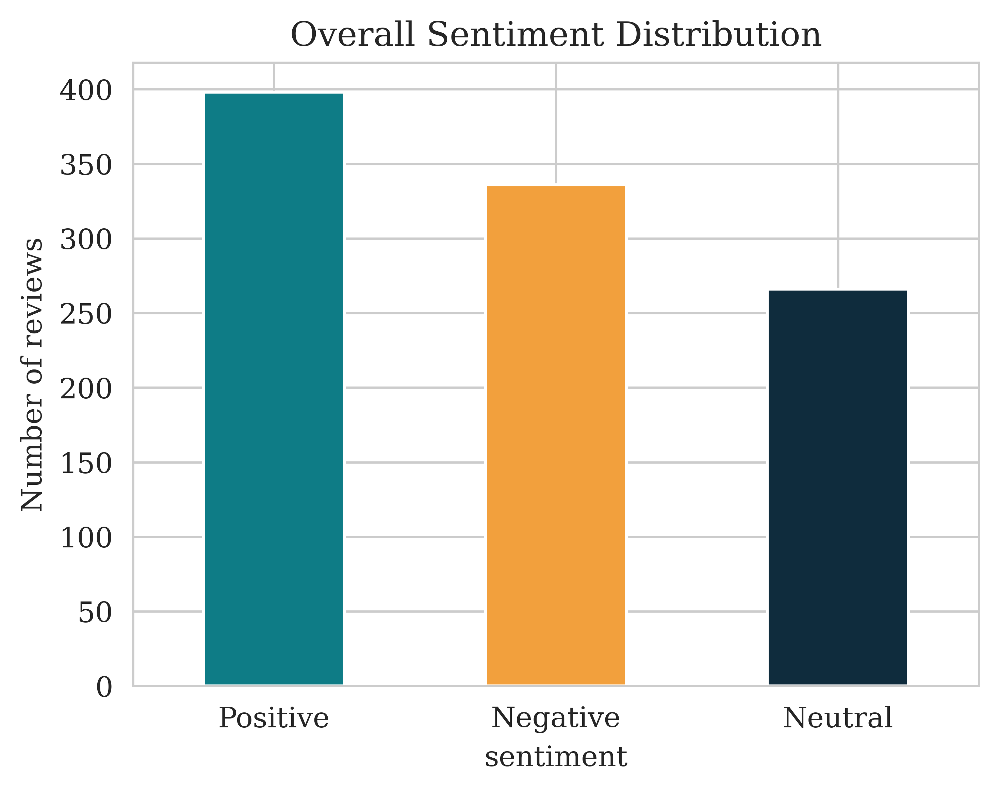 Overall Sentiment Distribution
Number of reviews
400
350
300
250
200
150
100
50
0
Positive
Negative
Neutral
sentiment